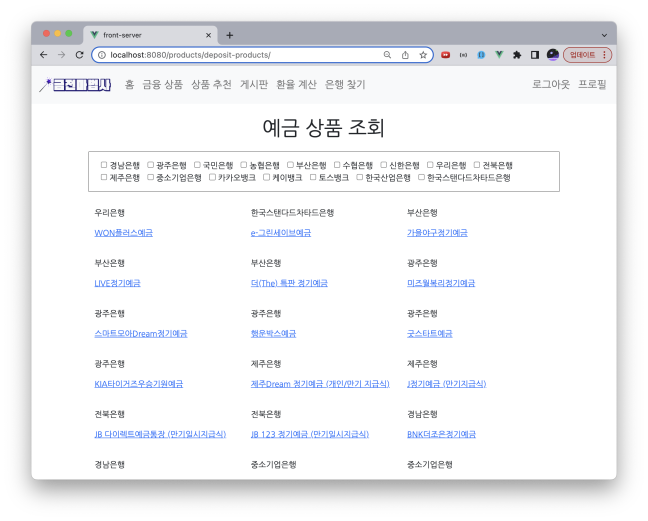 front-server
localhost:8080/products/deposit-products/
업데이트
홈 금융 상품 상품 추천 게시판 환율 계산 은행 찾기 로그아웃 프로필
예금 상품 조회
경남은행 광주은행 국민은행 농협은행 부산은행 수협은행 신한은행 우리은행 전북은행
제주은행 중소기업은행 카카오뱅크 케이뱅크 토스뱅크 한국산업은행 한국스탠다드차타드은행
우리은행 한국스탠다드차타드은행 부산은행
WON플러스예금 e-그린세이브예금 가을야구정기예금
부산은행 부산은행 광주은행
LIVE정기예금 더(The) 특판 정기예금 미즈월복리정기예금
광주은행 광주은행 광주은행
스마트모아Dream정기예금 행운박스예금 굿스타트예금
광주은행 제주은행 제주은행
KIA타이거즈우승기원예금 제주Dream 정기예금 (개인/만기 지급식) J정기예금 (만기지급식)
전북은행 전북은행 경남은행
JB 다이렉트예금통장 (만기일시지급식) JB 123 정기예금 (만기일시지급식) BNK더조은정기예금
경남은행 중소기업은행 중소기업은행